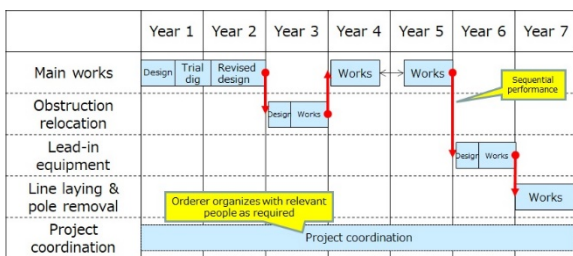 Year 1 Year 2 Year 3 Year 4 Year 5 Year 6 Year 7
Main works
Design
Trial
dig
Revised
design
Works
Works
Sequential
performance
Obstruction
relocation
Design
Works
Lead-in
equipment
Design
Works
Line laying &
pole removal
Works
Orderer organizes with relevant
people as required
Project
coordination
Project coordination